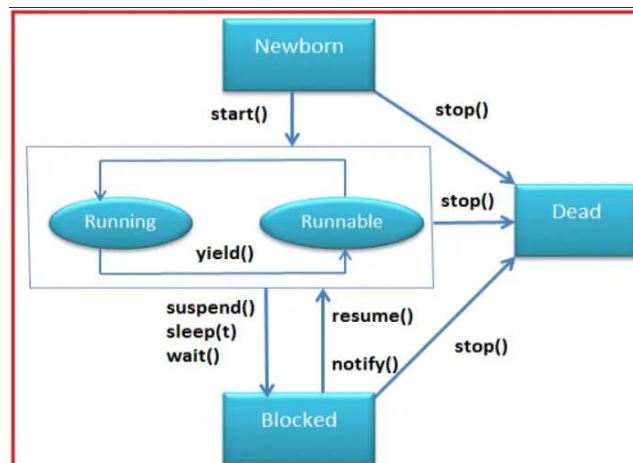 Newborn
start()
stop()
Running
Runnable
stop()
Dead
yield()
suspend()
sleep(t)
wait()
resume()
notify()
stop()
Blocked